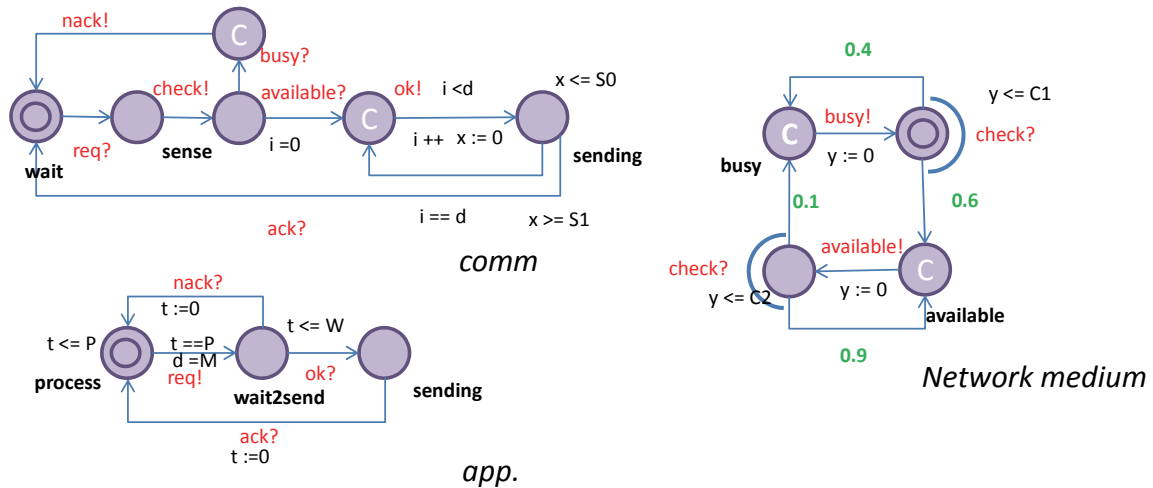 nack!
C
busy?
check!
available?
ok!
i <d
x <= S0
C
req?
sense
i =0
i ++
x := 0
sending
wait
i == d
x >= S1
ack?
comm
nack?
t :=0
t <= W
t <= P
t ==P
d =M
req!
ok?
process
wait2send
sending
ack?
t :=0
app.
0.4
y <= C1
C
busy!
check?
busy
y := 0
0.1
0.6
available!
check?
C
y <= C2
y := 0
available
0.9
Network medium